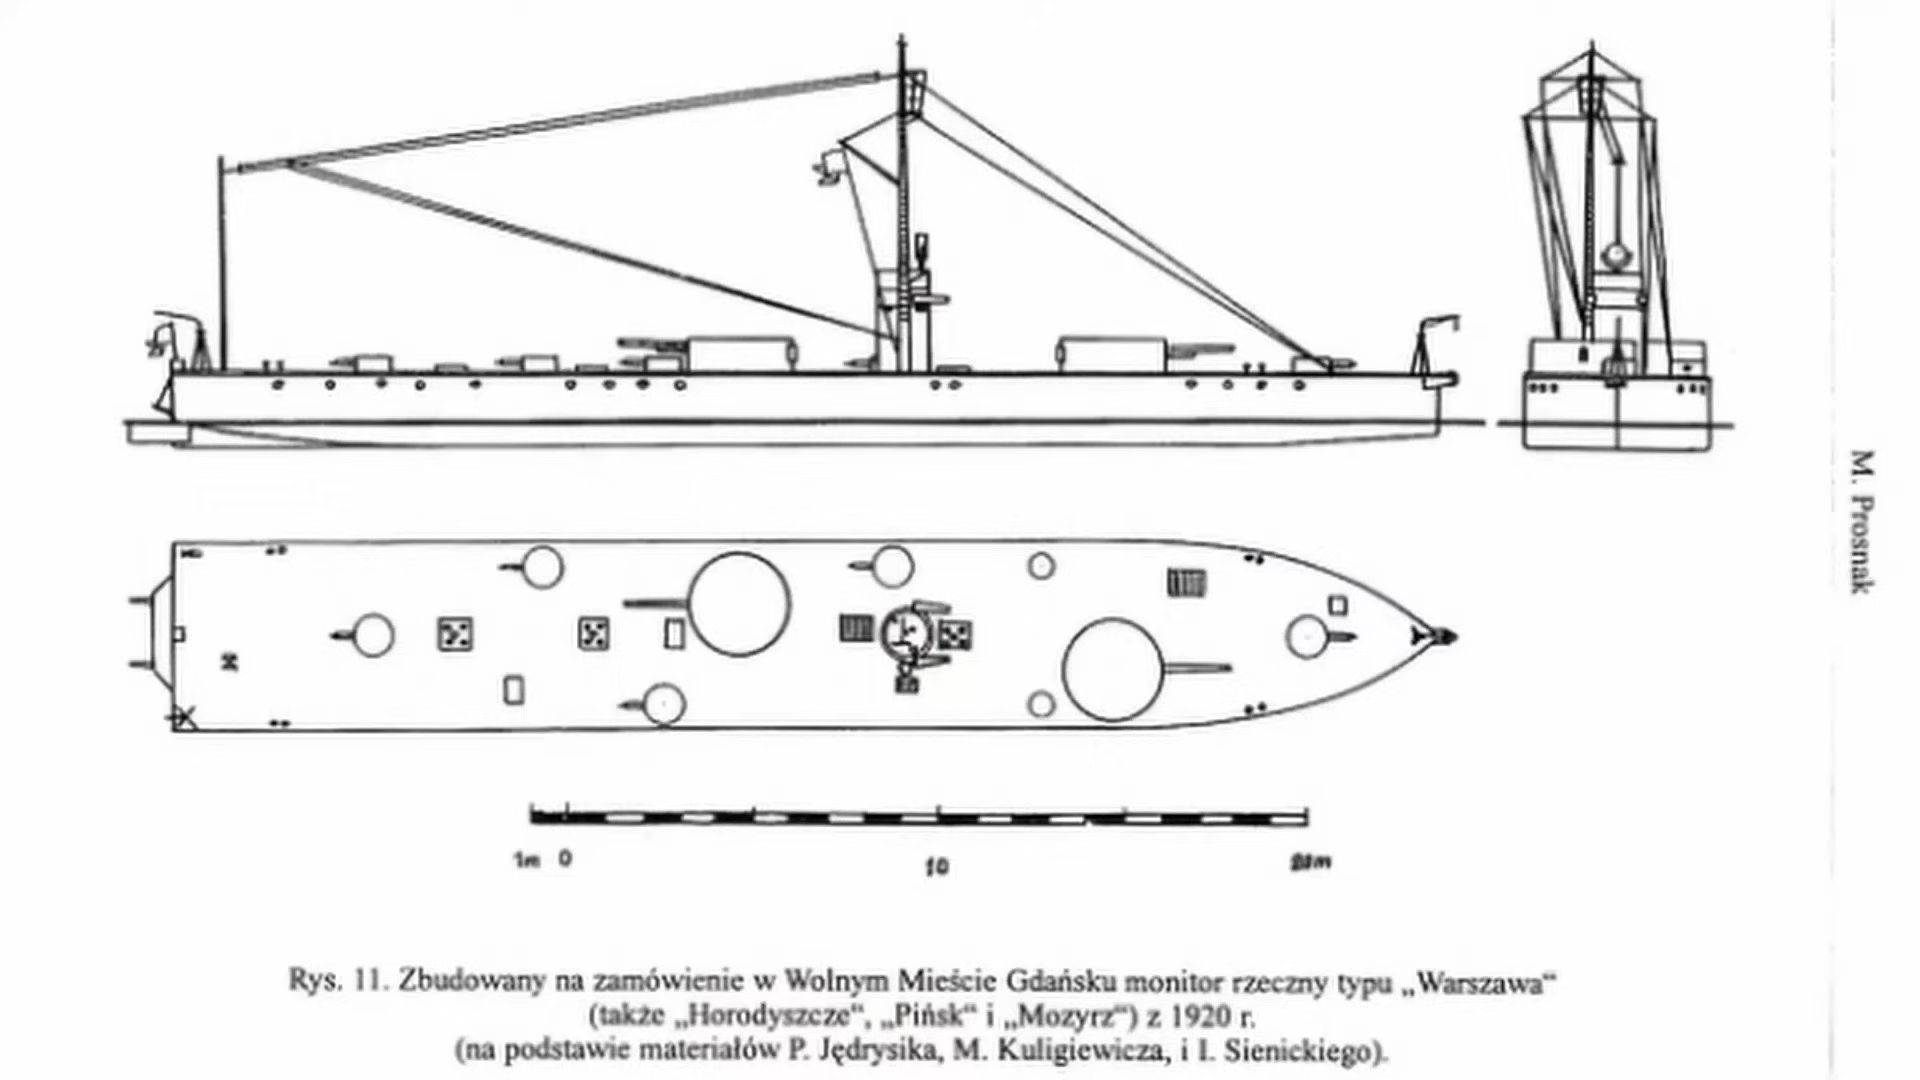 M. Prosnak
1m 0 10 20m
Rys. 11. Zbudowany na zamówienie w Wolnym Mieście Gdańsku monitor rzeczny typu „Warszawa“
(także „Horodyszcze“, „Pińsk“ i „Mozyrz“) z 1920 r.
(na podstawie materiałów P. Jędrysika, M. Kuligiewicza, i I. Sienickiego).